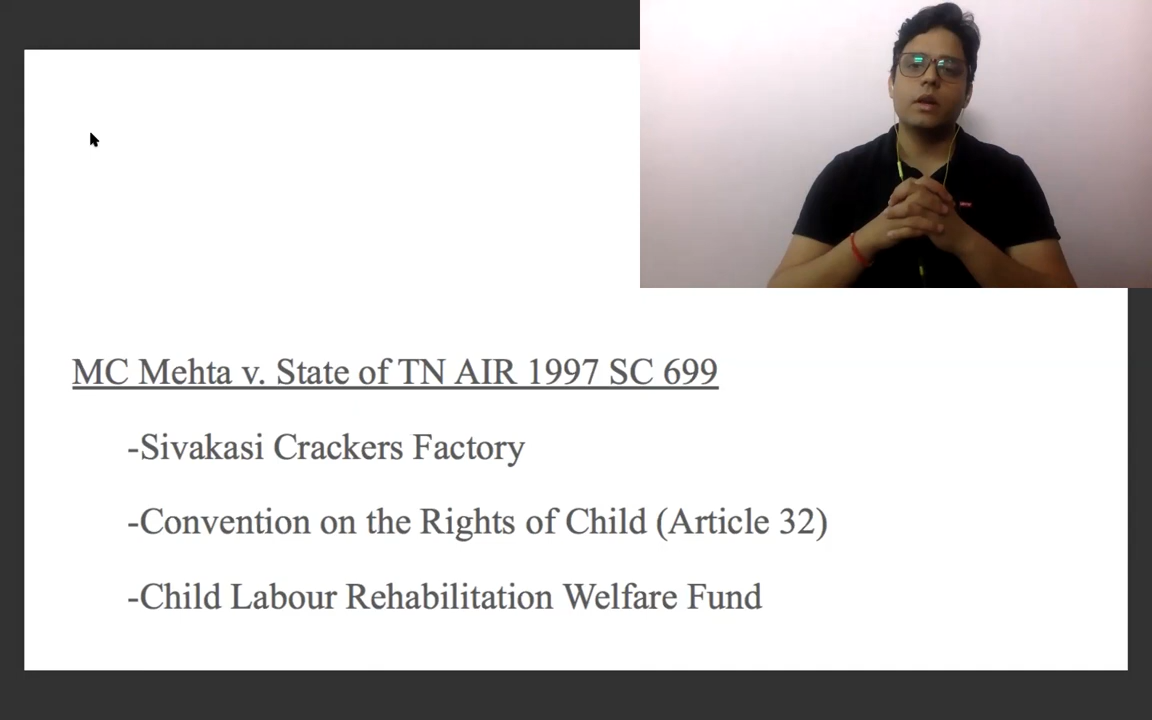 MC Mehta v. State of TN AIR 1997 SC 699
-Sivakasi Crackers Factory
-Convention on the Rights of Child (Article 32)
-Child Labour Rehabilitation Welfare Fund